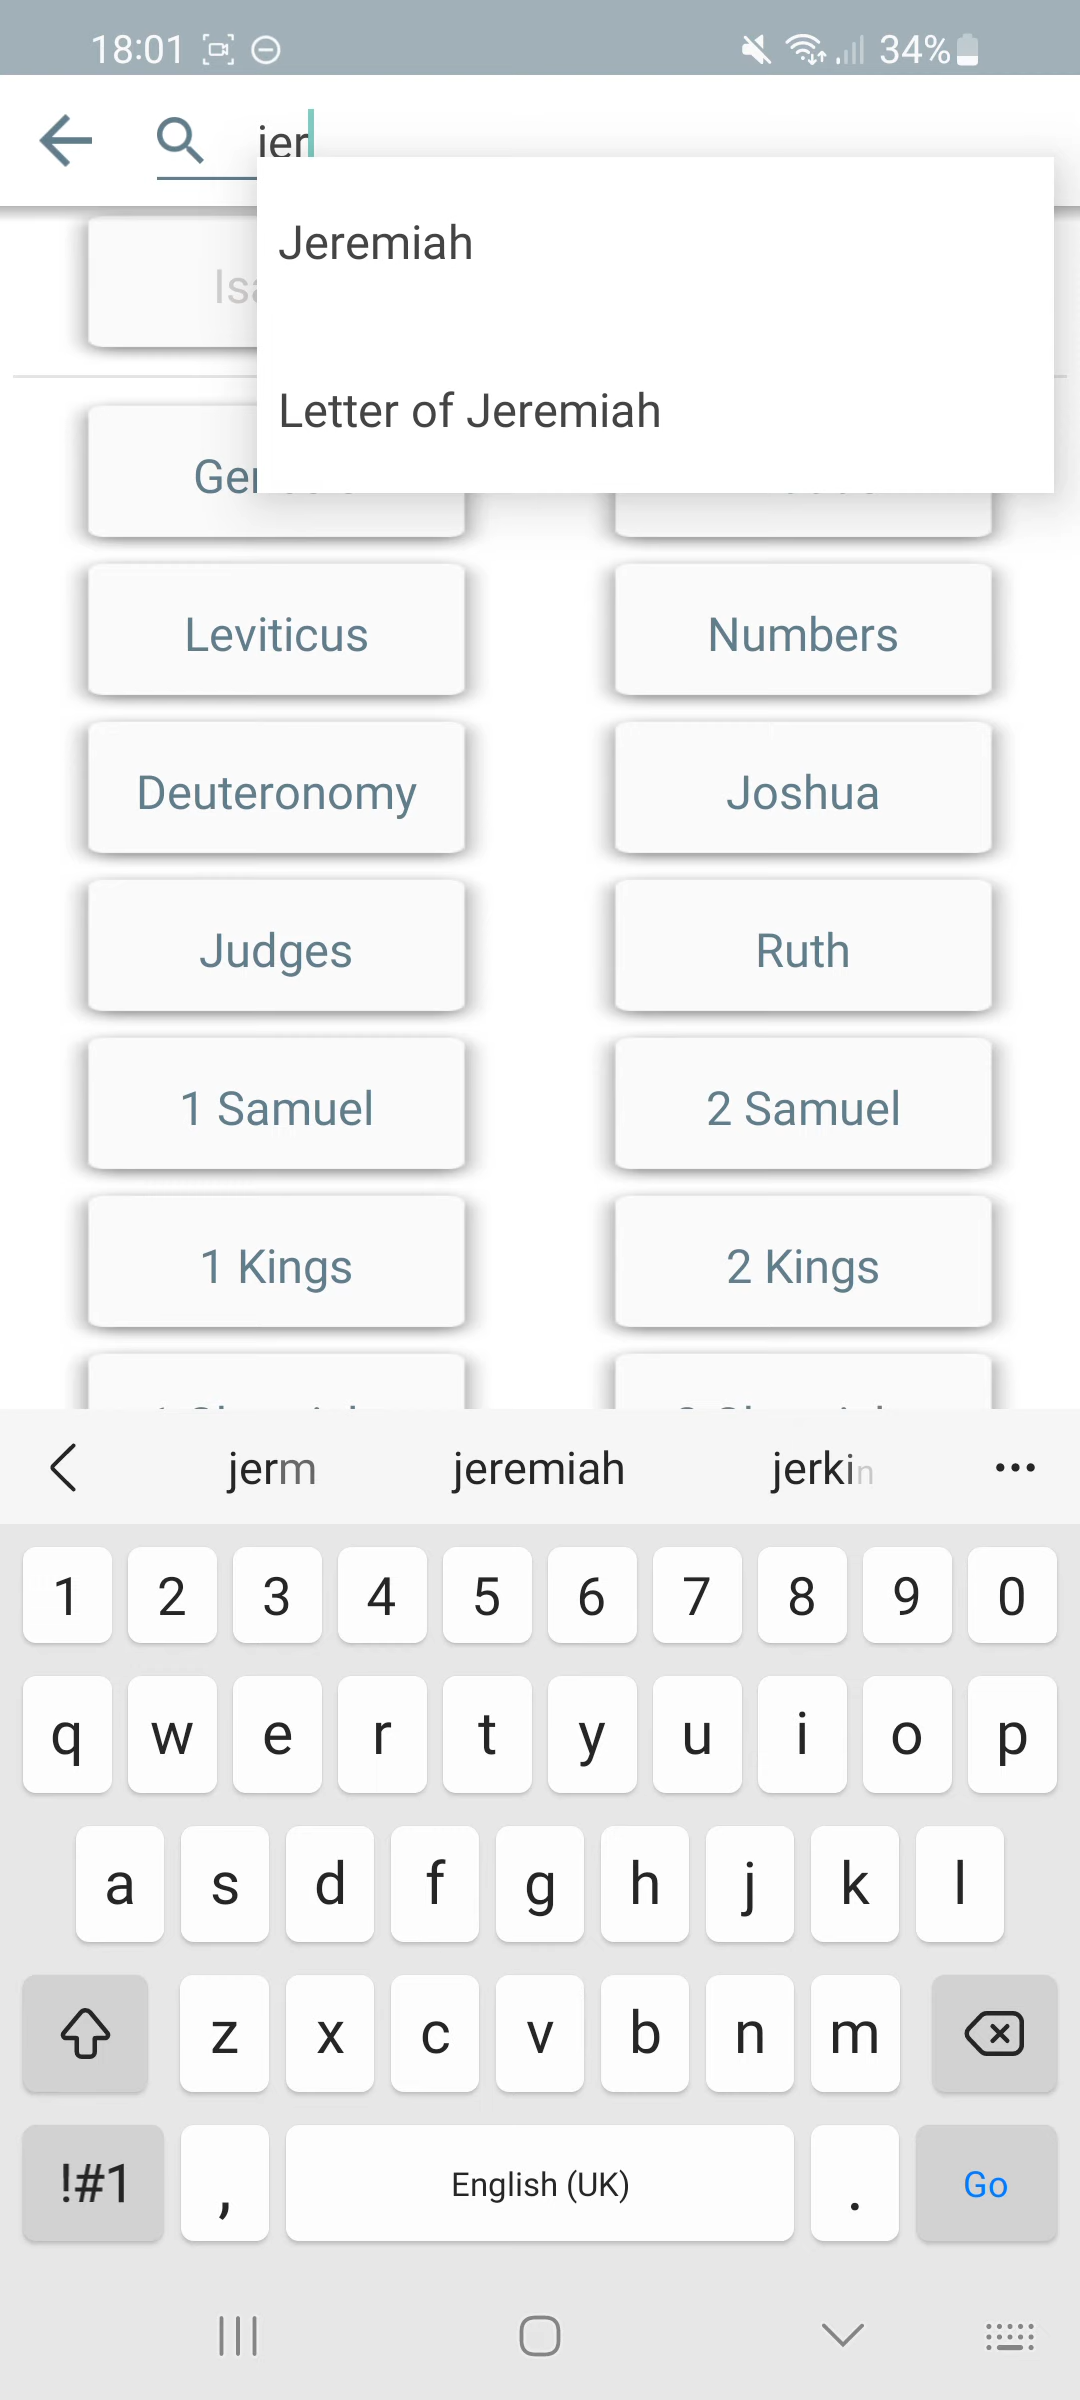 18:01 34%
jer
Jeremiah
Letter of Jeremiah
Leviticus Numbers
Deuteronomy Joshua
Judges Ruth
1 Samuel 2 Samuel
1 Kings 2 Kings
jerm jeremiah jerkin
1 2 3 4 5 6 7 8 9 0
q w e r t y u i o p
a s d f g h j k l
z x c v b n m
!#1 , English (UK) . Go